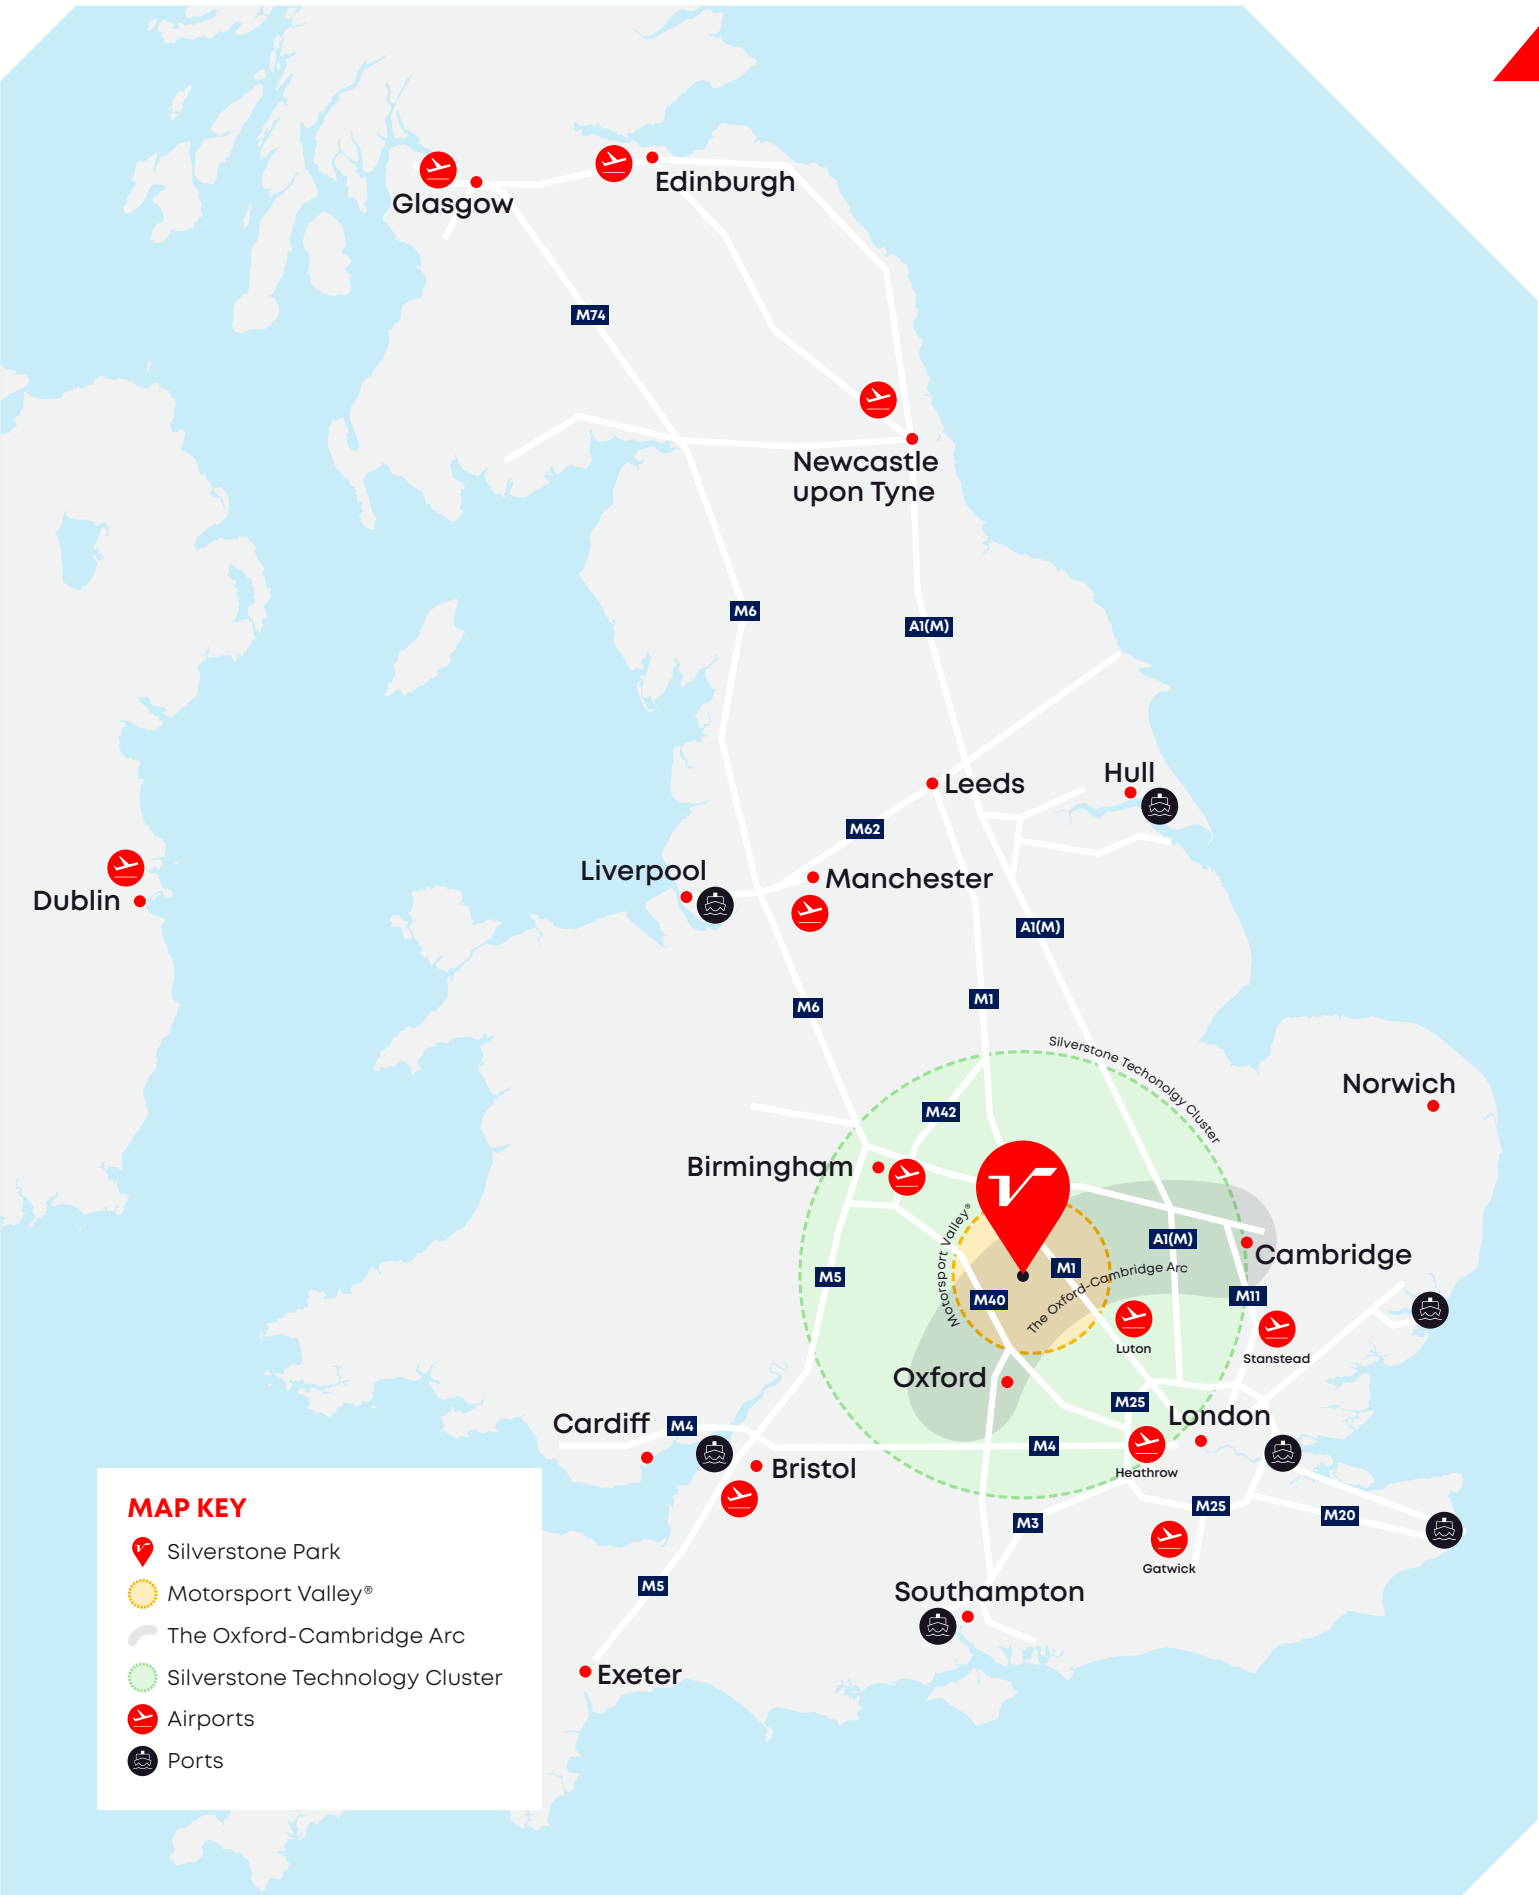 Edinburgh
Glasgow
M74
Newcastle
upon Tyne
M6
A1(M)
Leeds
Hull
M62
Liverpool
Manchester
Dublin
A1(M)
M1
M6
Silverstone Techonolgy Cluster
Norwich
M42
Birmingham
Motorsport Valley®
A1(M)
Cambridge
M1
The Oxford-Cambridge Arc
M5
M11
M40
Luton
Stanstead
Oxford
M25
London
Cardiff
M4
M4
Bristol
Heathrow
M25
M20
M3
Gatwick
M5
Southampton
Exeter
MAP KEY
Silverstone Park
Motorsport Valley®
The Oxford-Cambridge Arc
Silverstone Technology Cluster
Airports
Ports